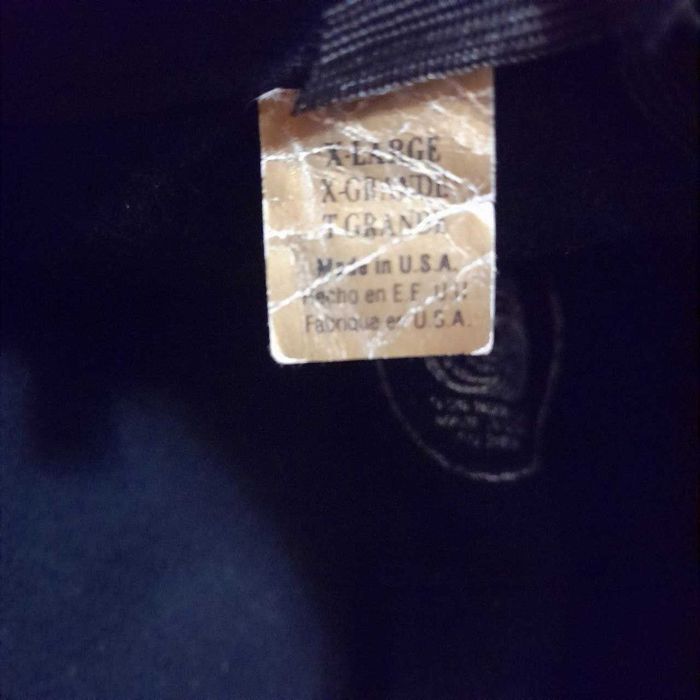 X-LARGE
X-GRANDE
T-GRANDE
Made in U.S.A.
Hecho en E.E. U.U
Fabrique en U.S.A.